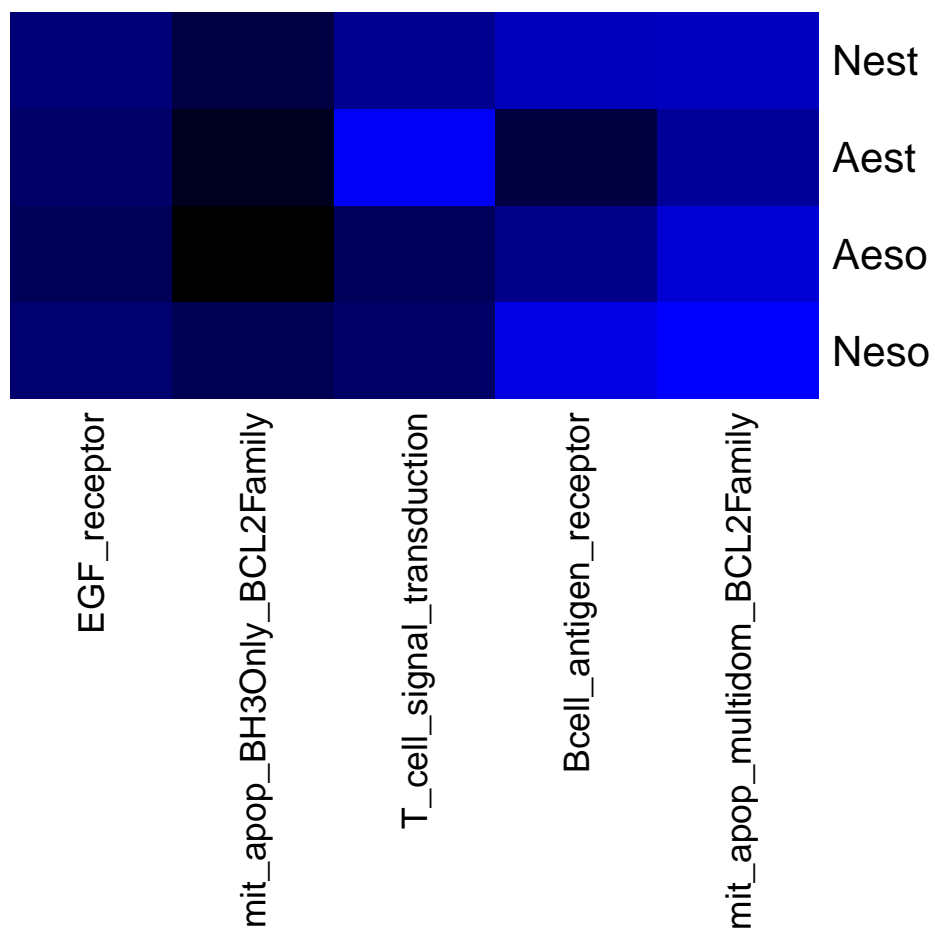 Nest
Aest
Aeso
Neso
EGF_receptor
mit_apop_BH3Only_BCL2Family
T_cell_signal_transduction
Bcell_antigen_receptor
mit_apop_multidom_BCL2Family